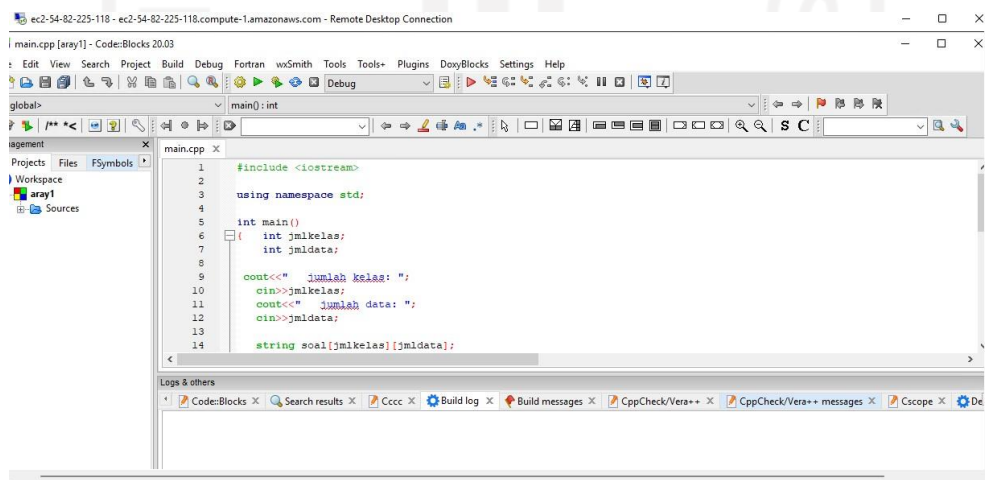 ec2-54-82-225-118 - ec2-54-82-225-118.compute-1.amazonaws.com - Remote Desktop Connection
main.cpp [aray1] - Code::Blocks 20.03
Edit View Search Project Build Debug Fortran wxSmith Tools Tools+ Plugins DoxyBlocks Settings Help
Debug
global> main() : int
/** *< S C
agement
Projects Files FSymbols
main.cpp
Workspace
aray1
Sources
1 #include <iostream>
2
3 using namespace std;
4
5 int main()
6 { int jmlkelas;
7 int jmldata;
8
9 cout<<" jumlah kelas: ";
10 cin>>jmlkelas;
11 cout<<" jumlah data: ";
12 cin>>jmldata;
13
14 string soal[jmlkelas][jmldata];
Logs & others
Code::Blocks Search results Cccc Build log Build messages CppCheck/Vera++ CppCheck/Vera++ messages Cscope De